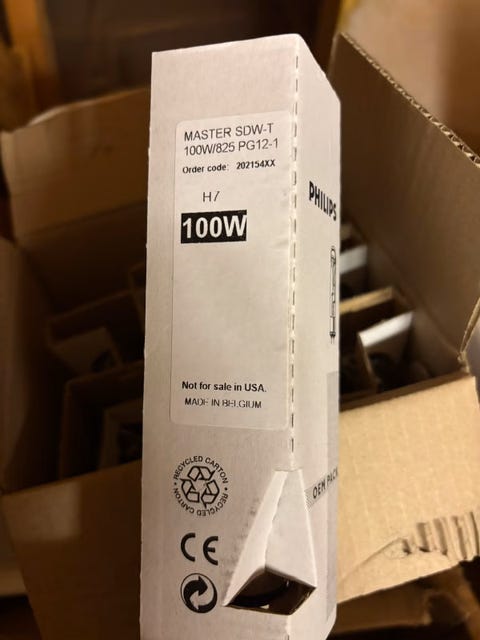 MASTER SDW-T
100W/825 PG12-1
Order code: 202154XX
H7
100W
PHILIPS
Not for sale in USA.
MADE IN BELGIUM
RECYCLED CARTON • RECYCLED CARTON •
OEM PACK
CE